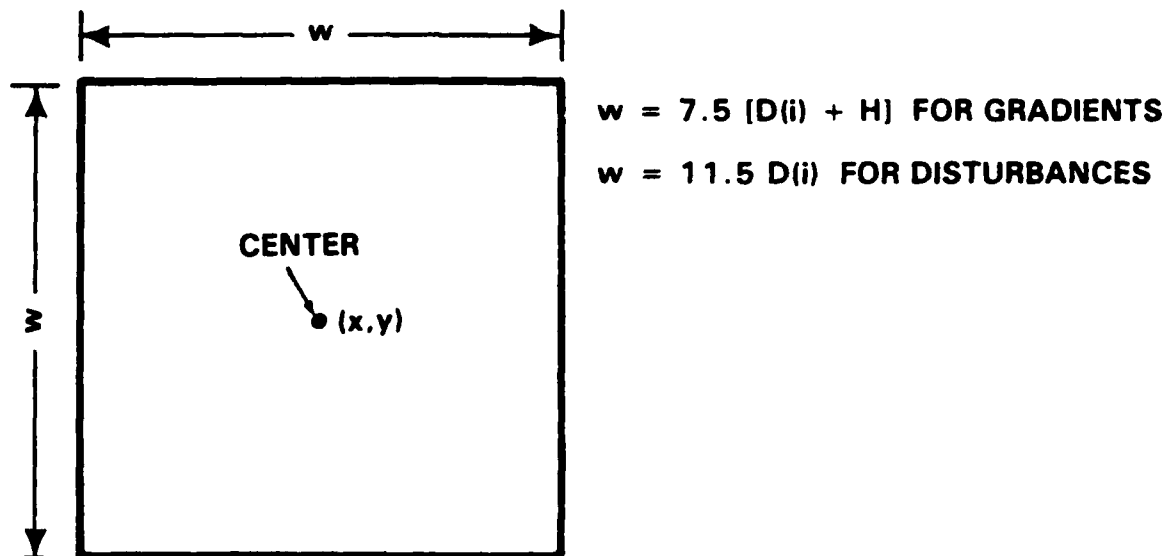 w
w = 7.5 [D(i) + H] FOR GRADIENTS
w = 11.5 D(i) FOR DISTURBANCES
CENTER
w
(x,y)